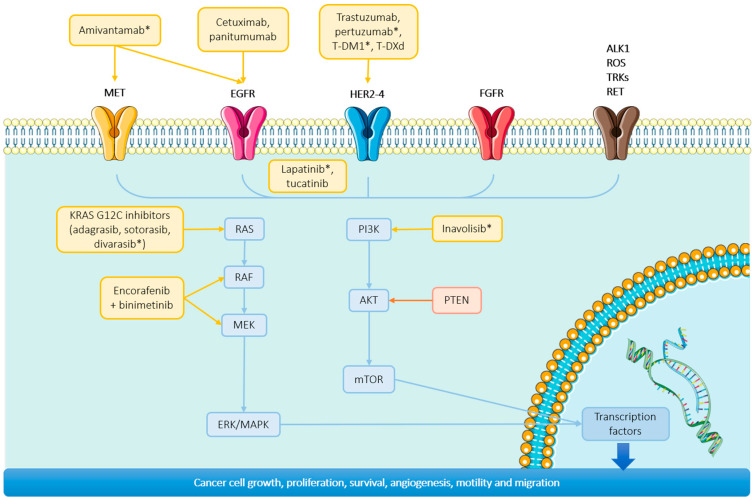 Amivantamab*
Cetuximab,
panitumumab
Trastuzumab,
pertuzumab*,
T-DM1*, T-DXd
ALK1
ROS
TRKs
RET
MET
EGFR
HER2-4
FGFR
Lapatinib*,
tucatinib
KRAS G12C inhibitors
(adagrasib, sotorasib,
divarasib*)
RAS
PI3K
Inavolisib*
Encorafenib
+ binimetinib
RAF
MEK
AKT
PTEN
mTOR
ERK/MAPK
Transcription
factors
Cancer cell growth, proliferation, survival, angiogenesis, motility and migration